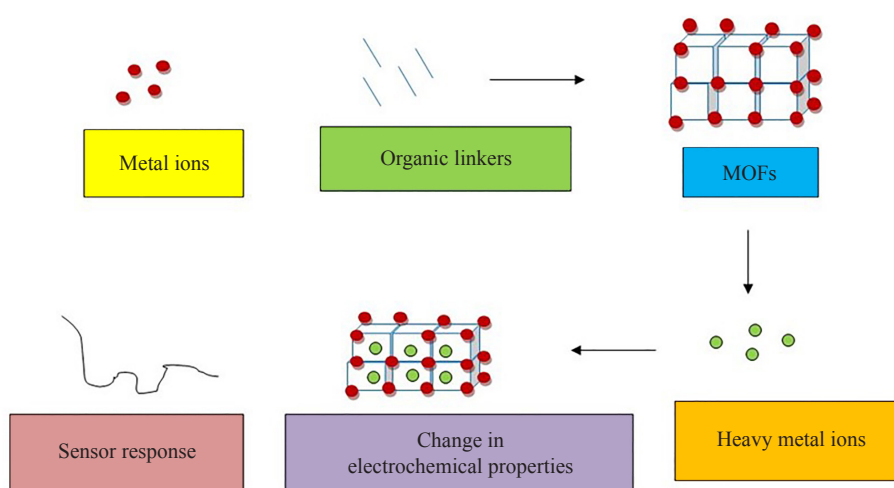 Metal ions
Organic linkers
MOFs
Sensor response
Change in
electrochemical properties
Heavy metal ions